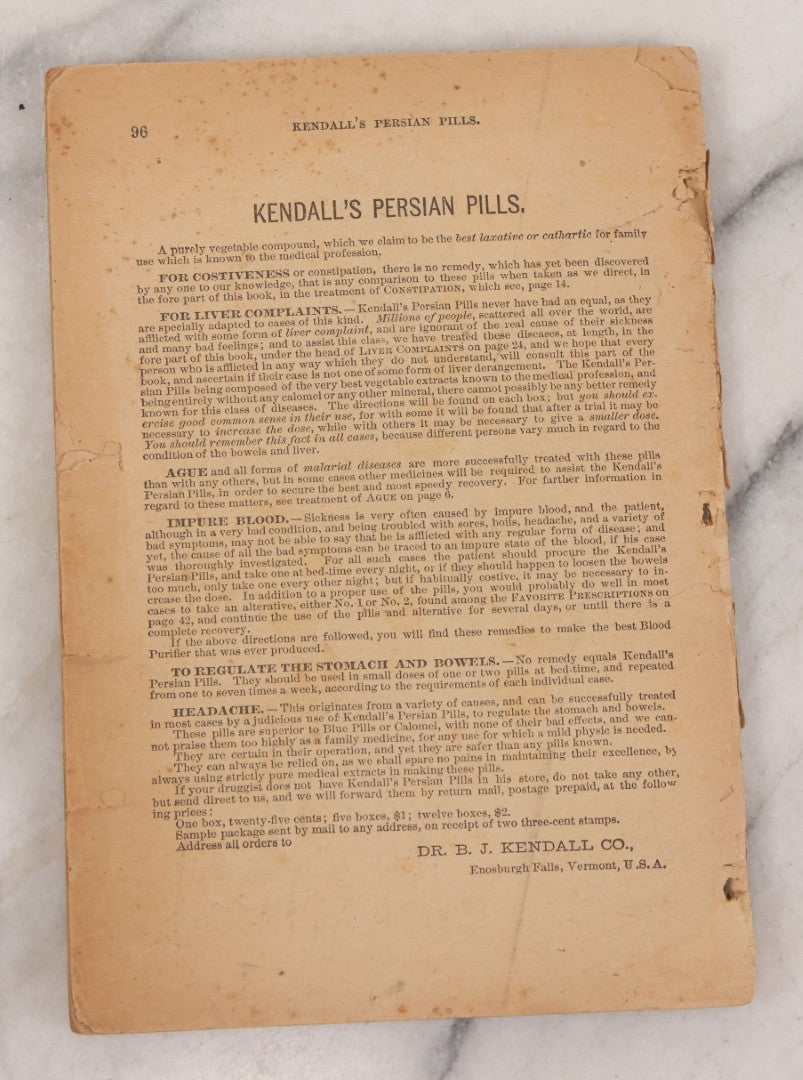 96
KENDALL'S PERSIAN PILLS.
KENDALL'S PERSIAN PILLS.
A purely vegetable compound, which we claim to be the best laxative or cathartic for family
use which is known to the medical profession.
FOR COSTIVENESS or constipation, there is no remedy, which has yet been discovered
by any one to our knowledge, that is any comparison to these pills when taken as we direct, in
the fore part of this book, in the treatment of CONSTIPATION, which see, page 14.
FOR LIVER COMPLAINTS.—Kendall's Persian Pills never have had an equal, as they
are specially adapted to cases of this kind. Millions of people, scattered all over the world, are
afflicted with some form of liver complaint, and are ignorant of the real cause of their sickness
and many bad feelings; and to assist this class, we have treated these diseases, at length, in the
fore part of this book, under the head of LIVER COMPLAINTS on page 24, and we hope that every
person who is afflicted in any way which they do not understand, will consult this part of the
book, and ascertain if their case is not one of some form of liver derangement. The Kendall's Per-
sian Pills being composed of the very best vegetable extracts known to the medical profession, and
being entirely without any calomel or any other mineral, there cannot possibly be any better remedy
known for this class of diseases. The directions will be found on each box; but you should ex-
ercise good common sense in their use, for with some it will be found that after a trial it may be
necessary to increase the dose, while with others it may be necessary to give a smaller dose.
You should remember this fact in all cases, because different persons vary much in regard to the
condition of the bowels and liver.
AGUE and all forms of malarial diseases are more successfully treated with these pills
than with any others, but in some cases other medicines will be required to assist the Kendall's
Persian Pills, in order to secure the best and most speedy recovery. For farther information in
regard to these matters, see treatment of AGUE on page 6.
IMPURE BLOOD.—Sickness is very often caused by impure blood, and the patient,
although in a very bad condition, and being troubled with sores, boils, headache, and a variety of
bad symptoms, may not be able to say that he is afflicted with any regular form of disease; and
yet, the cause of all the bad symptoms can be traced to an impure state of the blood, if his case
was thoroughly investigated. For all such cases the patient should procure the Kendall's
Persian Pills, and take one at bed-time every night, or if they should happen to loosen the bowels
too much, only take one every other night; but if habitually costive, it may be necessary to in-
crease the dose. In addition to a proper use of the pills, you would probably do well in most
cases to take an alterative, either No. 1 or No. 2, found among the FAVORITE PRESCRIPTIONS on
page 42, and continue the use of the pills and alterative for several days, or until there is a
complete recovery.
If the above directions are followed, you will find these remedies to make the best Blood
Purifier that was ever produced.
TO REGULATE THE STOMACH AND BOWELS.—No remedy equals Kendall's
Persian Pills. They should be used in small doses of one or two pills at bed-time, and repeated
from one to seven times a week, according to the requirements of each individual case.
HEADACHE.—This originates from a variety of causes, and can be successfully treated
in most cases by a judicious use of Kendall's Persian Pills, to regulate the stomach and bowels.
These pills are superior to Blue Pills or Calomel, with none of their bad effects, and we can-
not praise them too highly as a family medicine, for any use for which a mild physic is needed.
They are certain in their operation, and yet they are safer than any pills known.
They can always be relied on, as we shall spare no pains in maintaining their excellence, by
always using strictly pure medical extracts in making these pills.
If your druggist does not have Kendall's Persian Pills in his store, do not take any other,
but send direct to us, and we will forward them by return mail, postage prepaid, at the follow
ing prices:
One box, twenty-five cents; five boxes, $1; twelve boxes, $2.
Sample package sent by mail to any address, on receipt of two three-cent stamps.
Address all orders to
DR. B. J. KENDALL CO.,
Enosburgh Falls, Vermont, U.S.A.